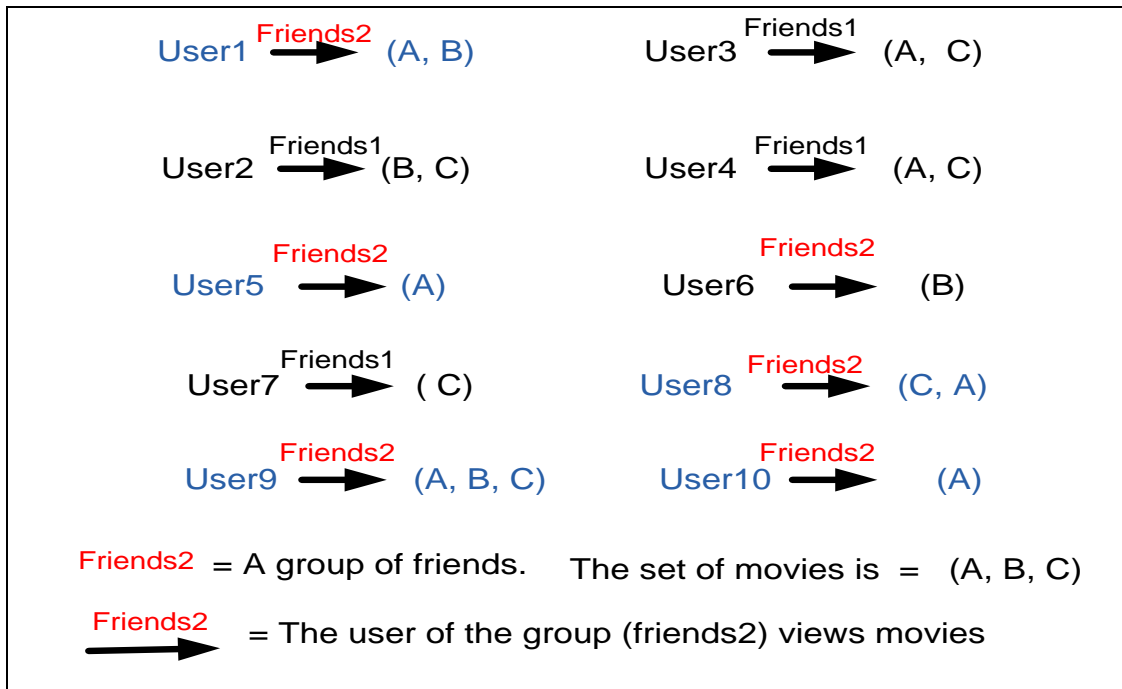 User1 Friends2 (A, B)
User3 Friends1 (A, C)
User2 Friends1 (B, C)
User4 Friends1 (A, C)
User5 Friends2 (A)
User6 Friends2 (B)
User7 Friends1 ( C)
User8 Friends2 (C, A)
User9 Friends2 (A, B, C)
User10 Friends2 (A)
Friends2 = A group of friends. The set of movies is = (A, B, C)
Friends2 = The user of the group (friends2) views movies